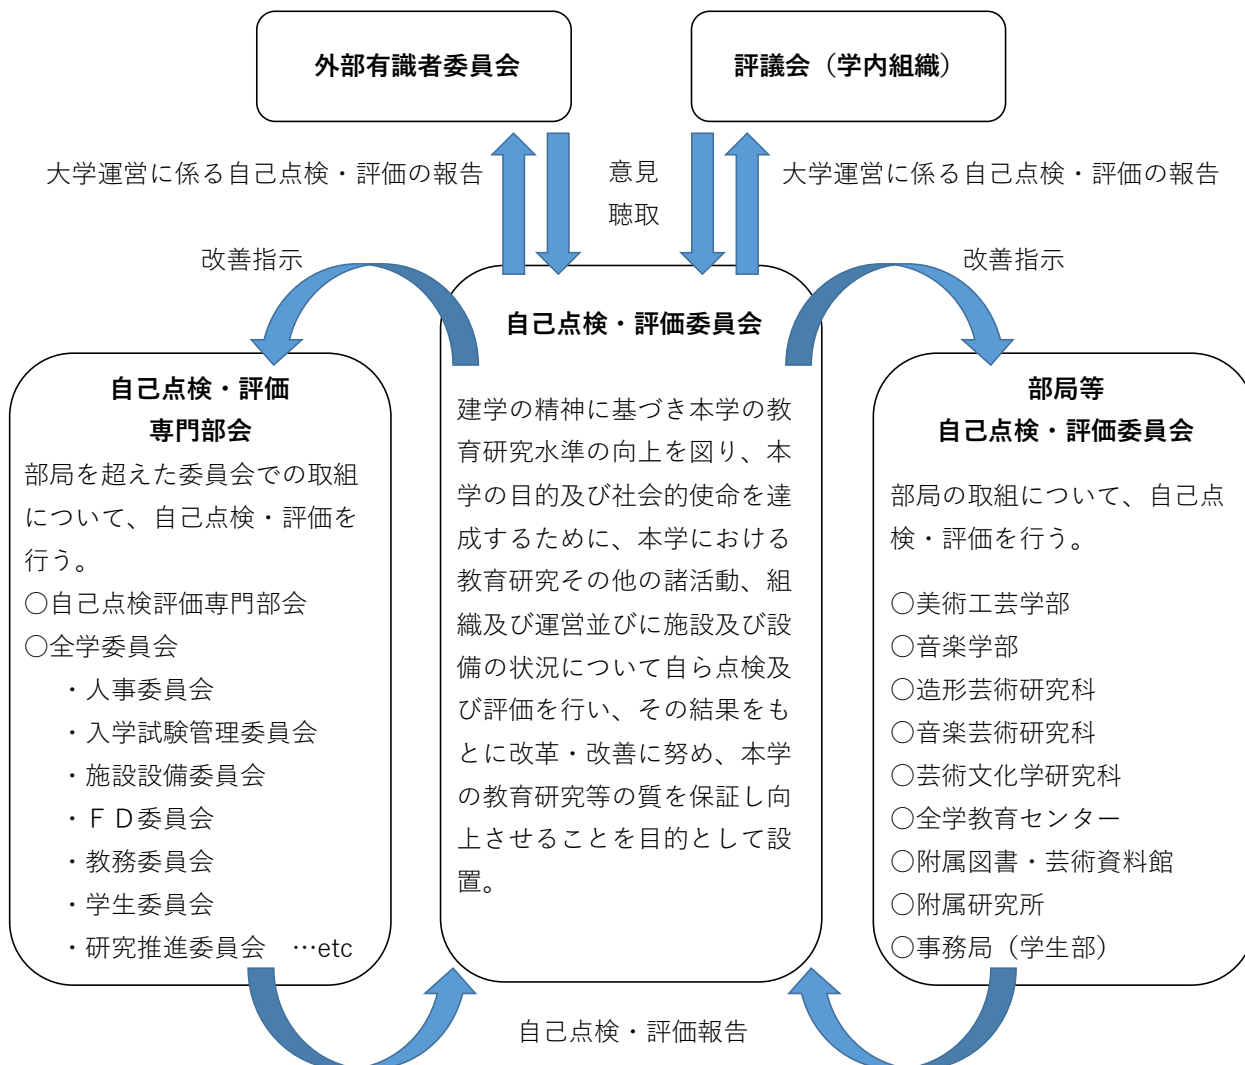 外部有識者委員会
評議会（学内組織）
大学運営に係る自己点検・評価の報告
意見
聴取
大学運営に係る自己点検・評価の報告
改善指示
改善指示
自己点検・評価
専門部会
部局を超えた委員会での取組
について、自己点検・評価を
行う。
○自己点検評価専門部会
○全学委員会
・人事委員会
・入学試験管理委員会
・施設設備委員会
・ＦＤ委員会
・教務委員会
・学生委員会
・研究推進委員会　…etc
自己点検・評価委員会
建学の精神に基づき本学の教
育研究水準の向上を図り、本
学の目的及び社会的使命を達
成するために、本学における
教育研究その他の諸活動、組
織及び運営並びに施設及び設
備の状況について自ら点検及
び評価を行い、その結果をも
とに改革・改善に努め、本学
の教育研究等の質を保証し向
上させることを目的として設
置。
部局等
自己点検・評価委員会
部局の取組について、自己点
検・評価を行う。
○美術工芸学部
○音楽学部
○造形芸術研究科
○音楽芸術研究科
○芸術文化学研究科
○全学教育センター
○附属図書・芸術資料館
○附属研究所
○事務局（学生部）
自己点検・評価報告